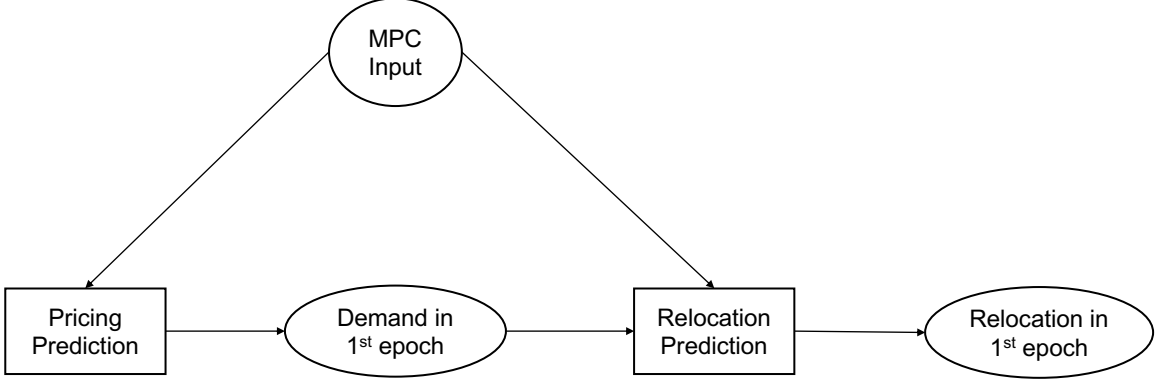 MPC
Input
Pricing
Prediction
Demand in
1st epoch
Relocation
Prediction
Relocation in
1st epoch